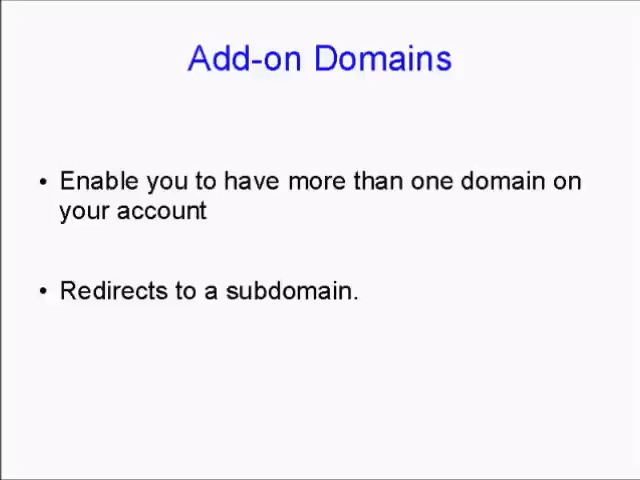 Add-on Domains
• Enable you to have more than one domain on
your account
• Redirects to a subdomain.